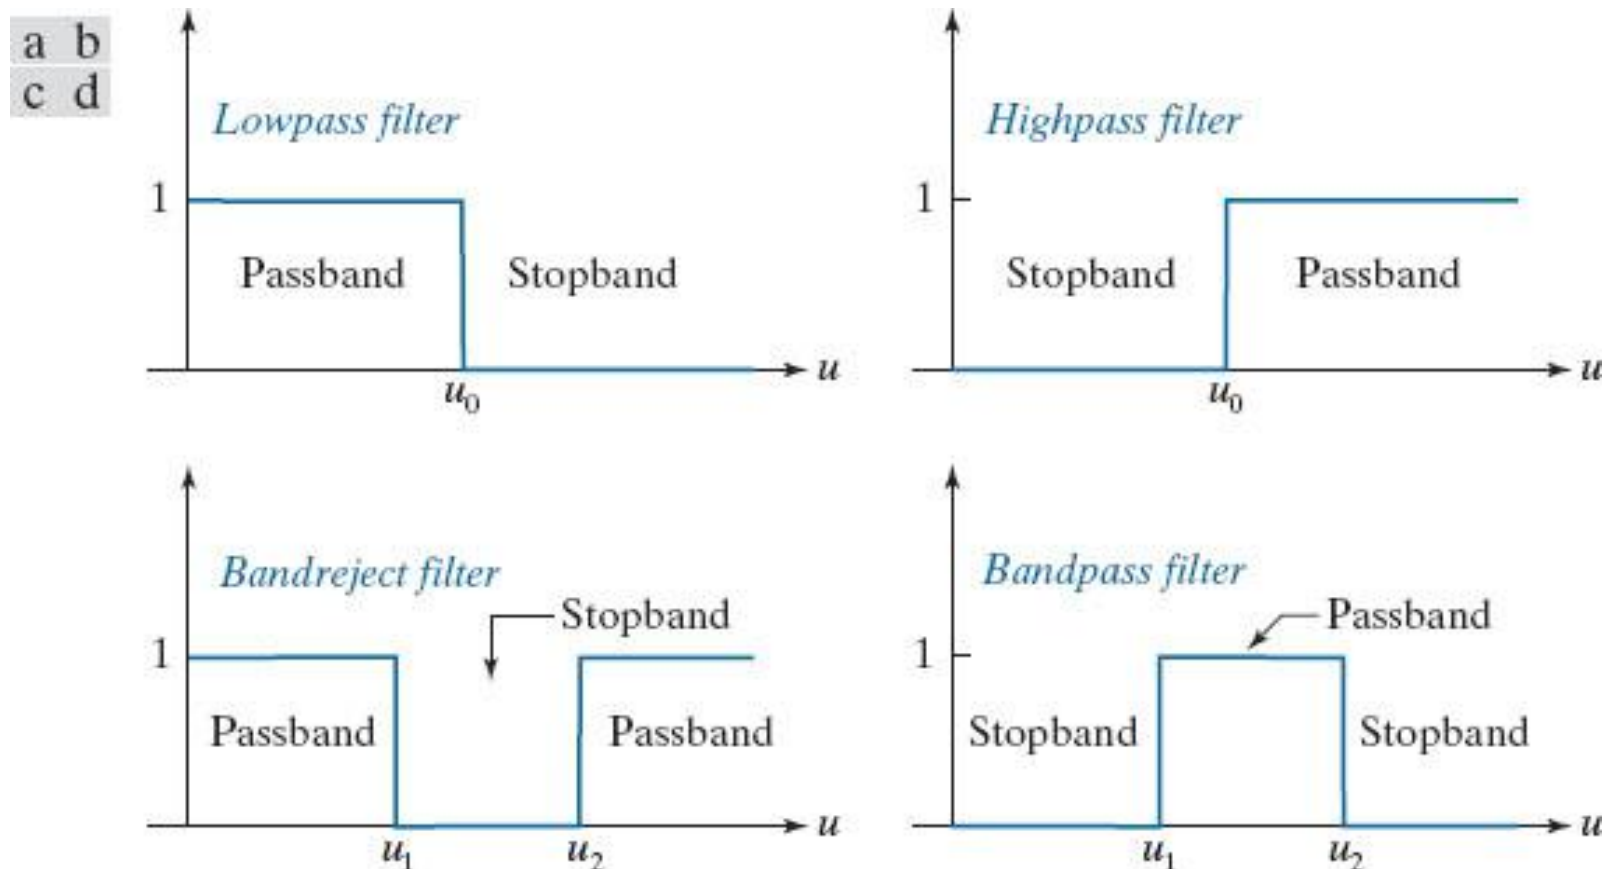 a b
c d
Lowpass filter
1
Passband
Stopband
u
u₀
Highpass filter
1
Stopband
Passband
u
u₀
Bandreject filter
Stopband
1
Passband
Passband
u
u₁
u₂
Bandpass filter
Passband
1
Stopband
Stopband
u
u₁
u₂